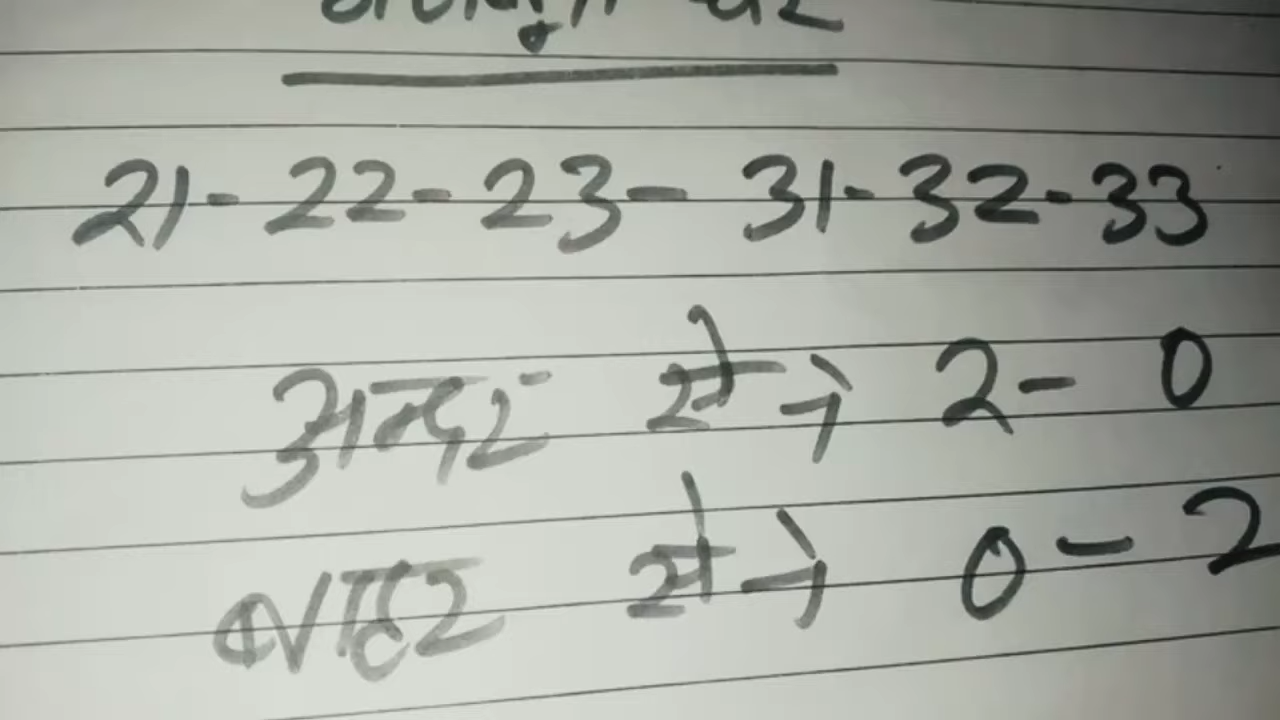 21- 22-23- 31-32-33
अन्दर से→ 2- 0
बाहर से→ 0-2